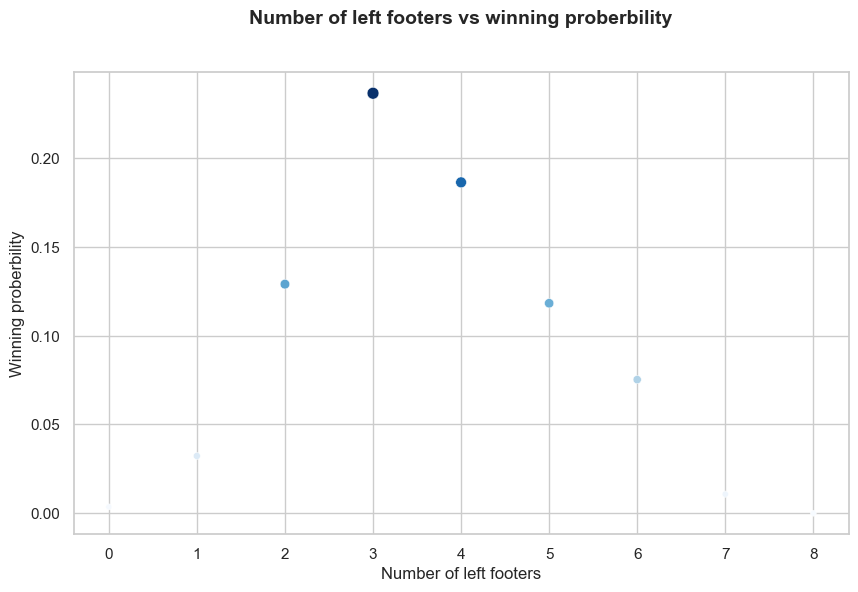 Number of left footers vs winning proberbility
Winning proberbility
0.20
0.15
0.10
0.05
0.00
0 1 2 3 4 5 6 7 8
Number of left footers